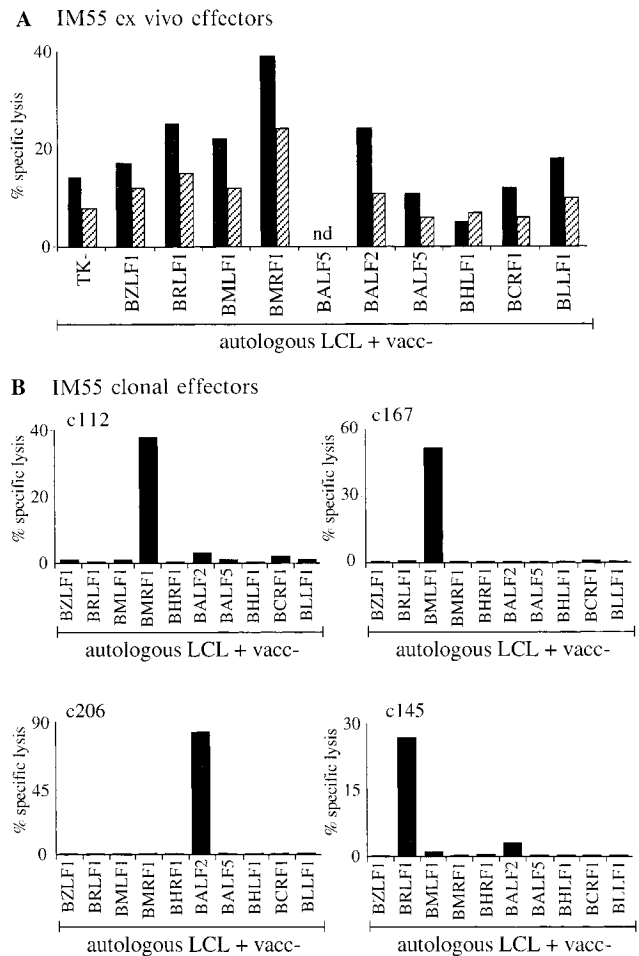 A IM55 ex vivo effectors
% specific lysis
40
20
0
nd
TK- BZLF1 BRLF1 BMLF1 BMRF1 BALF5 BALF2 BALF5 BHLF1 BCRF1 BLLF1
autologous LCL + vacc-
B IM55 clonal effectors
c112
% specific lysis
40
20
0
BZLF1 BRLF1 BMLF1 BMRF1 BHRF1 BALF2 BALF5 BHLF1 BCRF1 BLLF1
autologous LCL + vacc-
c167
% specific lysis
60
30
0
BZLF1 BRLF1 BMLF1 BMRF1 BHRF1 BALF2 BALF5 BHLF1 BCRF1 BLLF1
autologous LCL + vacc-
c206
% specific lysis
90
45
0
BZLF1 BRLF1 BMLF1 BMRF1 BHRF1 BALF2 BALF5 BHLF1 BCRF1 BLLF1
autologous LCL + vacc-
c145
% specific lysis
30
15
0
BZLF1 BRLF1 BMLF1 BMRF1 BHRF1 BALF2 BALF5 BHLF1 BCRF1 BLLF1
autologous LCL + vacc-